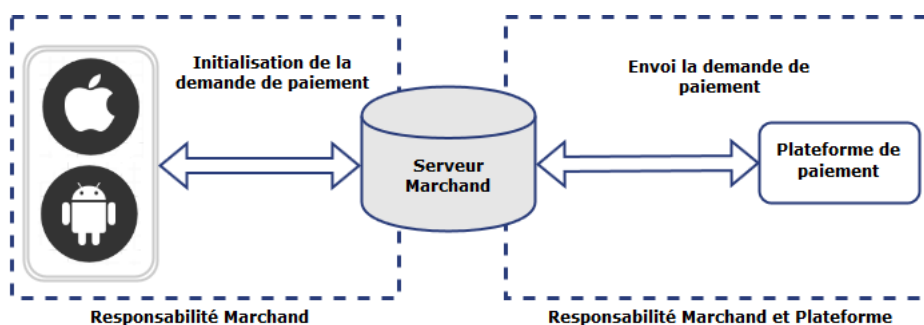 Initialisation de la
demande de paiement
Serveur
Marchand
Envoi la demande de
paiement
Plateforme de
paiement
Responsabilité Marchand
Responsabilité Marchand et Plateforme